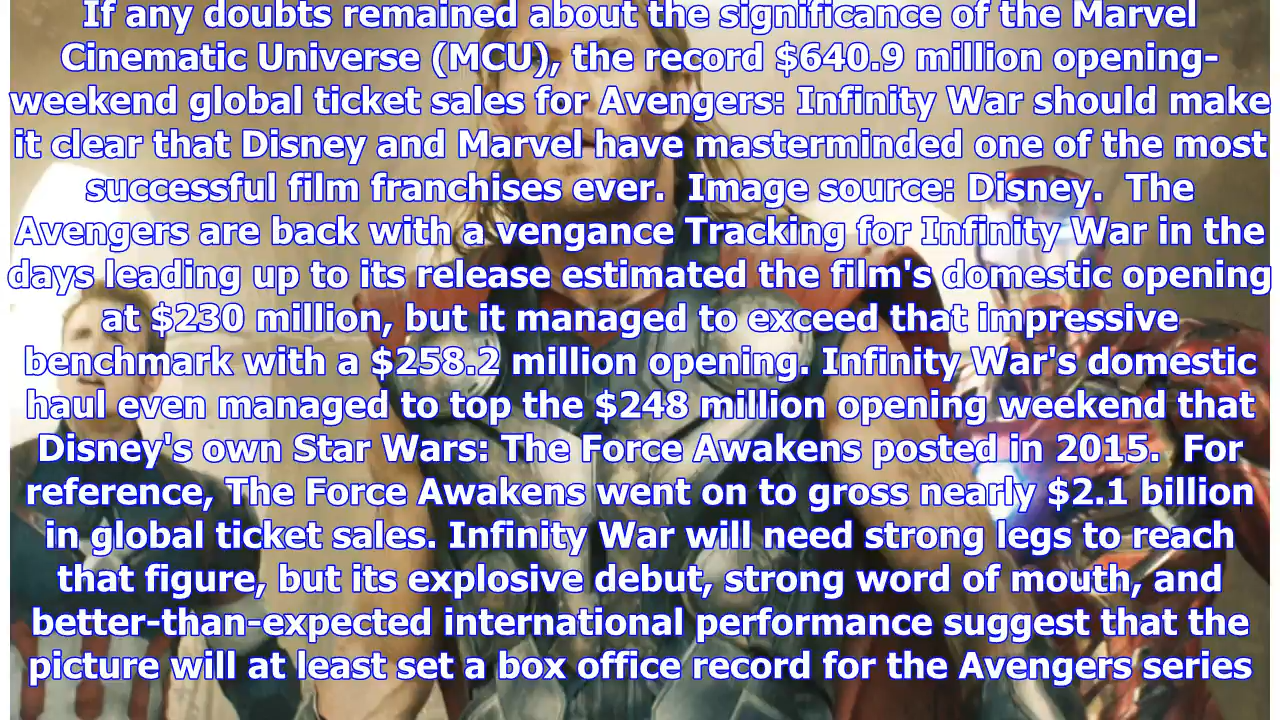 If any doubts remained about the significance of the Marvel
Cinematic Universe (MCU), the record $640.9 million opening-
weekend global ticket sales for Avengers: Infinity War should make
it clear that Disney and Marvel have masterminded one of the most
successful film franchises ever.  Image source: Disney.  The
Avengers are back with a vengance Tracking for Infinity War in the
days leading up to its release estimated the film's domestic opening
at $230 million, but it managed to exceed that impressive
benchmark with a $258.2 million opening. Infinity War's domestic
haul even managed to top the $248 million opening weekend that
Disney's own Star Wars: The Force Awakens posted in 2015.  For
reference, The Force Awakens went on to gross nearly $2.1 billion
in global ticket sales. Infinity War will need strong legs to reach
that figure, but its explosive debut, strong word of mouth, and
better-than-expected international performance suggest that the
picture will at least set a box office record for the Avengers series